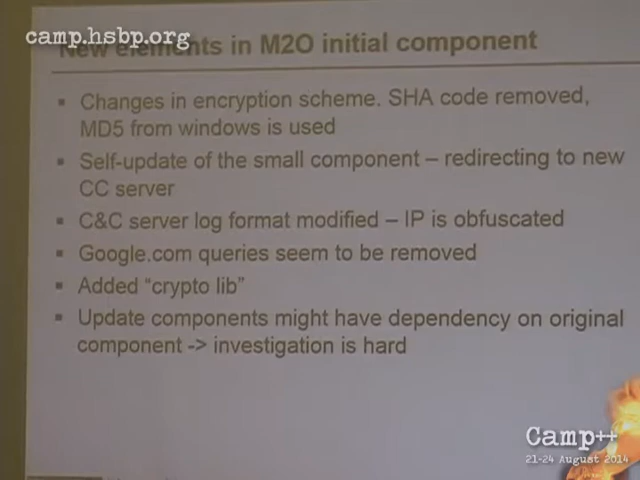 camp.hsbp.org
New elements in M2O initial component
Changes in encryption scheme. SHA code removed,
MD5 from windows is used
Self-update of the small component – redirecting to new
CC server
C&C server log format modified – IP is obfuscated
Google.com queries seem to be removed
Added “crypto lib”
Update components might have dependency on original
component -> investigation is hard
Camp++
21-24 August 2014